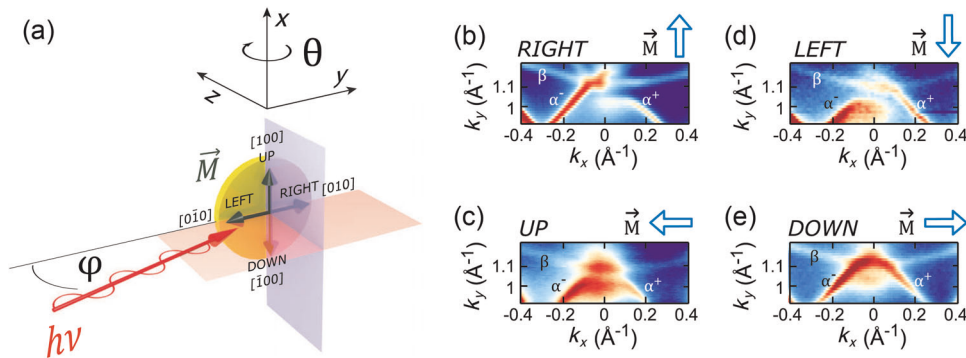 (a)
x
θ
y
z
[100]
UP
M⃗
RIGHT
LEFT
[010]
[01̄0]
DOWN
[1̄00]
φ
hν
(b)
RIGHT
M⃗
β
α⁻
α⁺
k_y (Å⁻¹)
1.1
1
-0.4 -0.2 0 0.2 0.4
k_x (Å⁻¹)
(d)
LEFT
M⃗
β
α⁻
α⁺
k_y (Å⁻¹)
1.1
1
-0.4 -0.2 0 0.2 0.4
k_x (Å⁻¹)
(c)
UP
M⃗
β
α⁻
α⁺
k_y (Å⁻¹)
1.1
1
-0.4 -0.2 0 0.2 0.4
k_x (Å⁻¹)
(e)
DOWN
M⃗
β
α⁻
α⁺
k_y (Å⁻¹)
1.1
1
-0.4 -0.2 0 0.2 0.4
k_x (Å⁻¹)